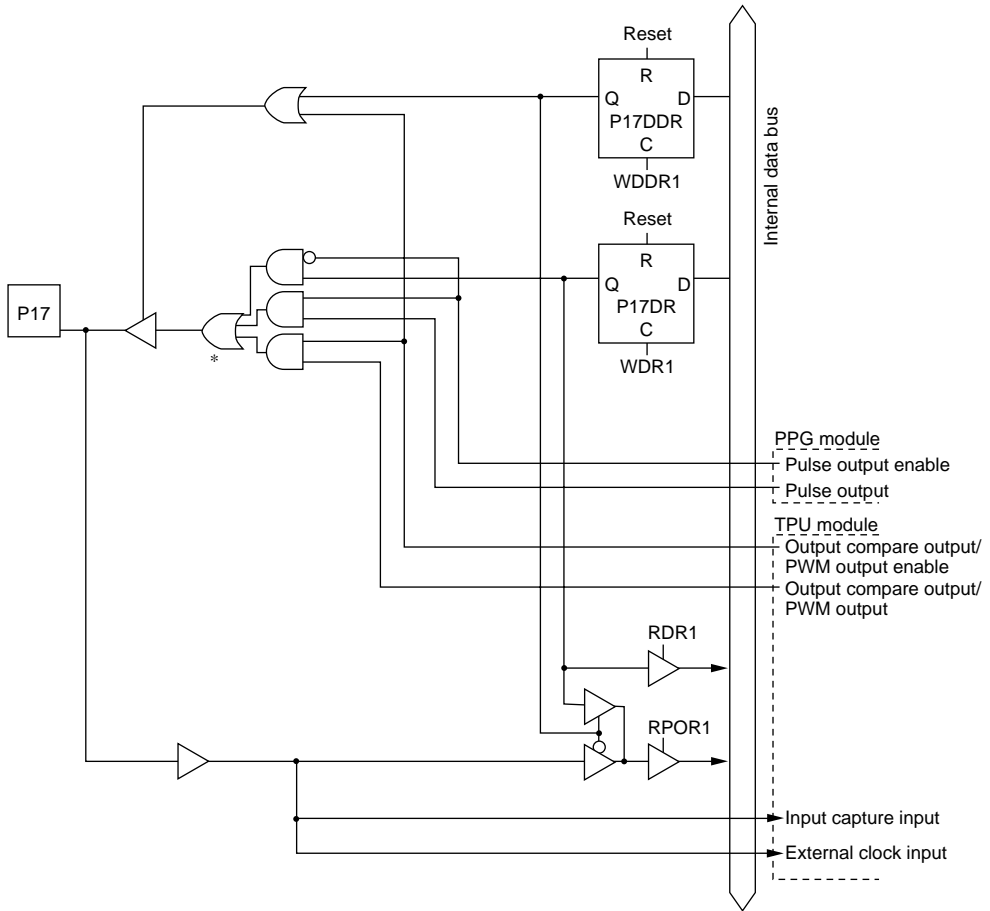 Reset
R
Q D
P17DDR
C
WDDR1
Internal data bus
Reset
R
Q D
P17DR
C
WDR1
P17
*
PPG module
Pulse output enable
Pulse output
TPU module
Output compare output/
PWM output enable
Output compare output/
PWM output
RDR1
RPOR1
Input capture input
External clock input